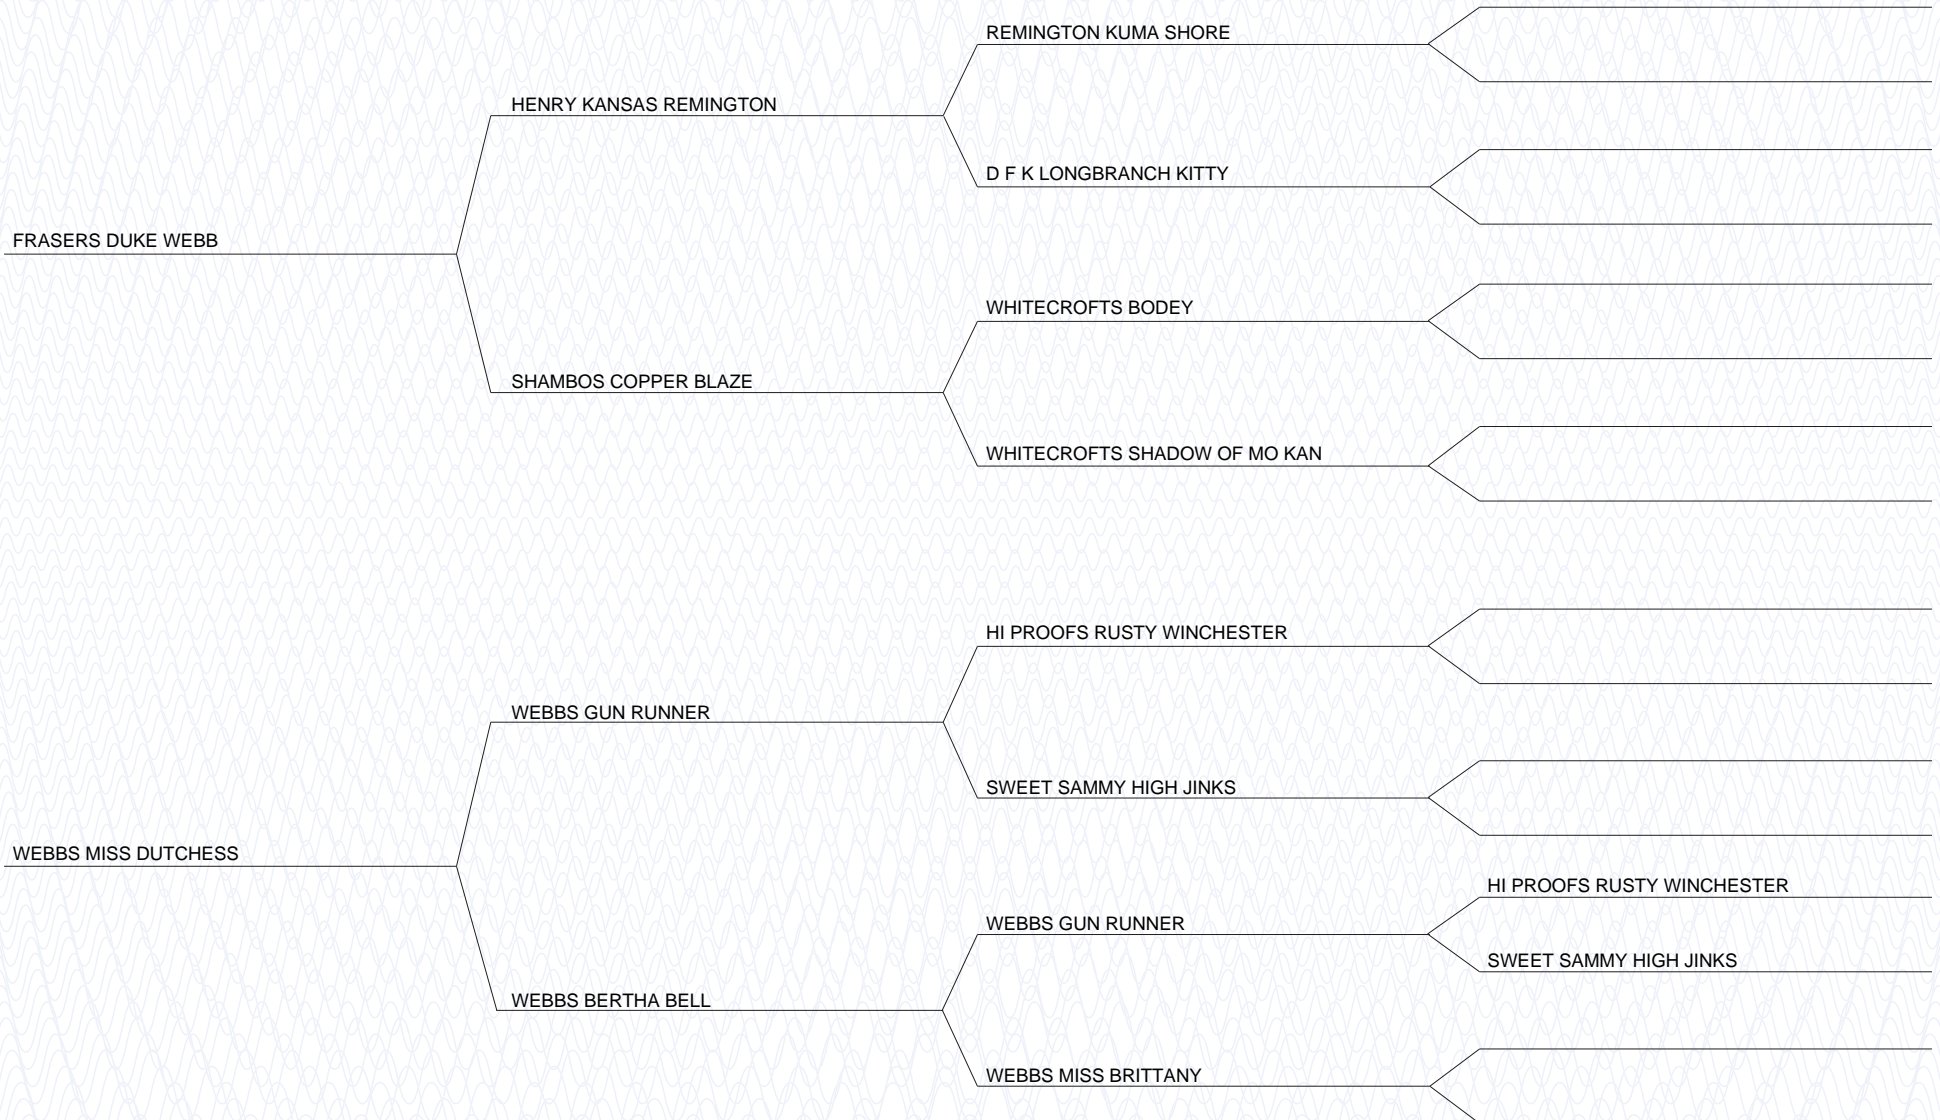 REMINGTON KUMA SHORE
HENRY KANSAS REMINGTON
D F K LONGBRANCH KITTY
FRASERS DUKE WEBB
WHITECROFTS BODEY
SHAMBOS COPPER BLAZE
WHITECROFTS SHADOW OF MO KAN
HI PROOFS RUSTY WINCHESTER
WEBBS GUN RUNNER
SWEET SAMMY HIGH JINKS
WEBBS MISS DUTCHESS
HI PROOFS RUSTY WINCHESTER
WEBBS GUN RUNNER
SWEET SAMMY HIGH JINKS
WEBBS BERTHA BELL
WEBBS MISS BRITTANY